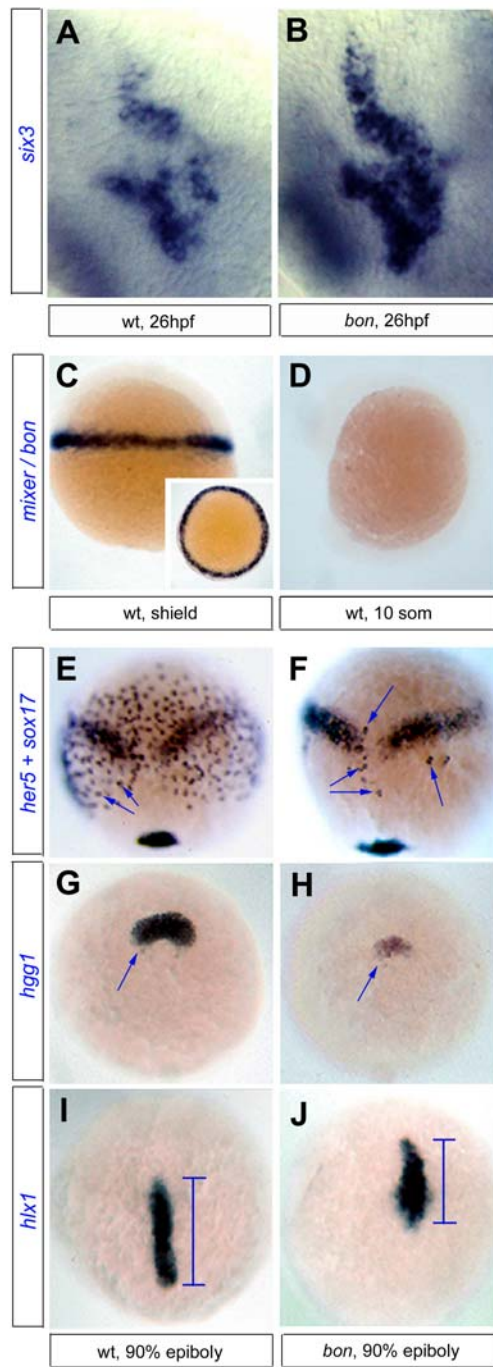 A
B
six3
wt, 26hpf
bon, 26hpf
C
D
mixer / bon
wt, shield
wt, 10 som
E
F
her5 + sox17
G
H
hgg1
I
J
hlx1
wt, 90% epiboly
bon, 90% epiboly